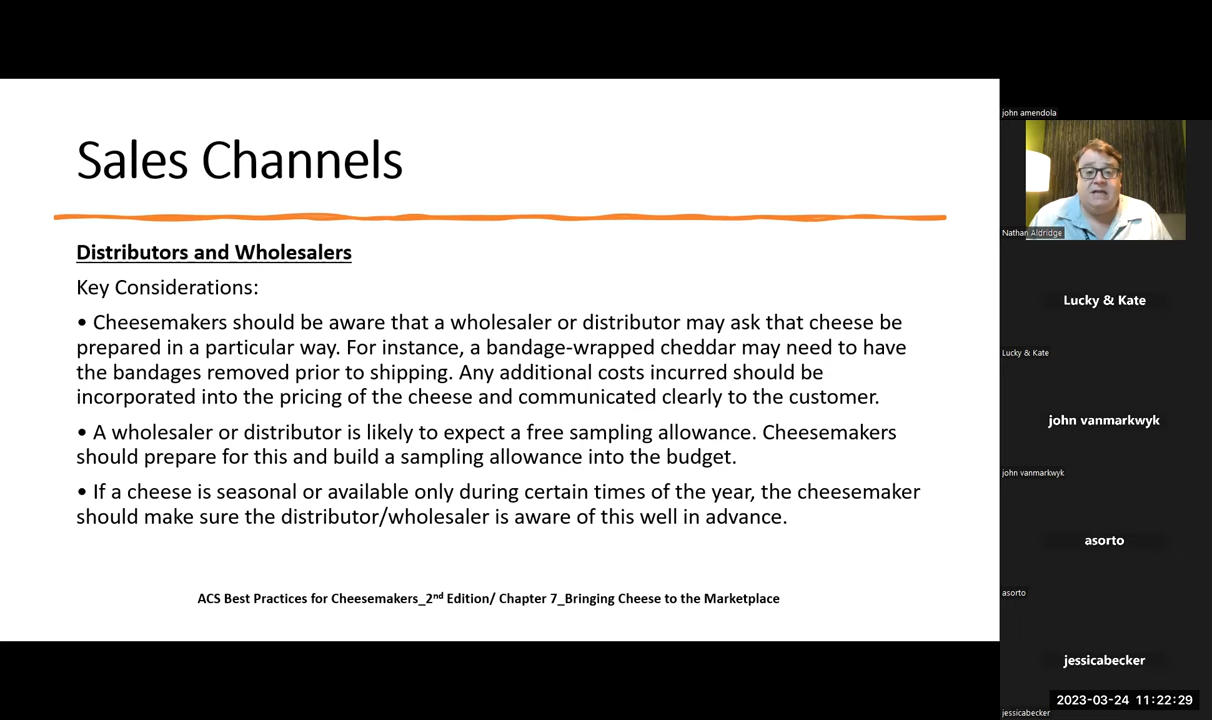 Sales Channels
Distributors and Wholesalers
Key Considerations:
• Cheesemakers should be aware that a wholesaler or distributor may ask that cheese be
prepared in a particular way. For instance, a bandage-wrapped cheddar may need to have
the bandages removed prior to shipping. Any additional costs incurred should be
incorporated into the pricing of the cheese and communicated clearly to the customer.
• A wholesaler or distributor is likely to expect a free sampling allowance. Cheesemakers
should prepare for this and build a sampling allowance into the budget.
• If a cheese is seasonal or available only during certain times of the year, the cheesemaker
should make sure the distributor/wholesaler is aware of this well in advance.
ACS Best Practices for Cheesemakers_2nd Edition/ Chapter 7_Bringing Cheese to the Marketplace
john amendola
Nathan Aldridge
Lucky & Kate
Lucky & Kate
john vanmarkwyk
john vanmarkwyk
asorto
asorto
jessicabecker
2023-03-24 11:22:29
jessicabecker